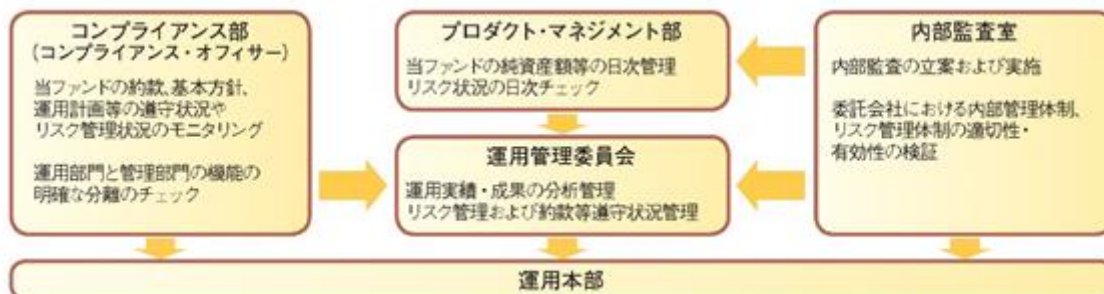 コンプライアンス部
(コンプライアンス・オフィサー)
当ファンドの約款、基本方針、
運用計画等の遵守状況や
リスク管理状況のモニタリング
運用部門と管理部門の機能の
明確な分離のチェック
プロダクト・マネジメント部
当ファンドの純資産額等の日次管理
リスク状況の日次チェック
運用管理委員会
運用実績・成果の分析管理
リスク管理および約款等遵守状況管理
内部監査室
内部監査の立案および実施
委託会社における内部管理体制、
リスク管理体制の適切性・
有効性の検証
運用本部